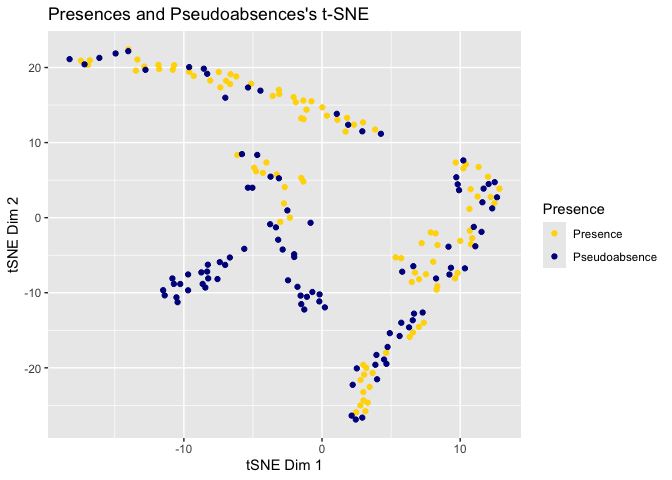 Presences and Pseudoabsences's t-SNE
20
10
0
-10
-20
tSNE Dim 2
-10
0
10
tSNE Dim 1
Presence
Presence
Pseudoabsence